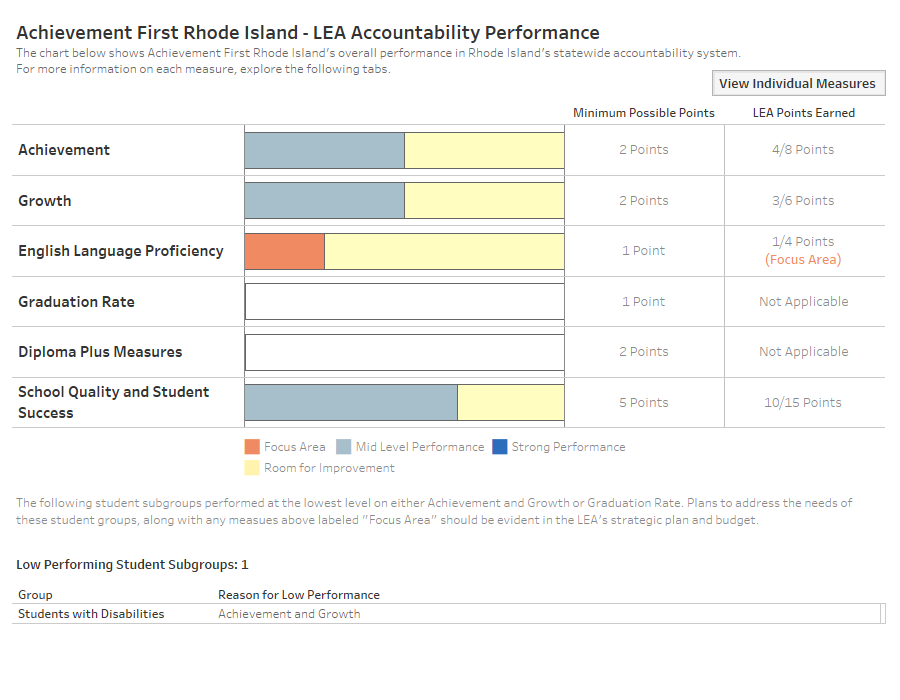 Achievement First Rhode Island - LEA Accountability Performance
The chart below shows Achievement First Rhode Island's overall performance in Rhode Island's statewide accountability system.
For more information on each measure, explore the following tabs.
View Individual Measures
Minimum Possible Points LEA Points Earned
Achievement 2 Points 4/8 Points
Growth 2 Points 3/6 Points
English Language Proficiency 1 Point 1/4 Points
(Focus Area)
Graduation Rate 1 Point Not Applicable
Diploma Plus Measures 2 Points Not Applicable
School Quality and Student
Success 5 Points 10/15 Points
Focus Area Mid Level Performance Strong Performance
Room for Improvement
The following student subgroups performed at the lowest level on either Achievement and Growth or Graduation Rate. Plans to address the needs of
these student groups, along with any measues above labeled "Focus Area" should be evident in the LEA's strategic plan and budget.
Low Performing Student Subgroups: 1
Group Reason for Low Performance
Students with Disabilities Achievement and Growth